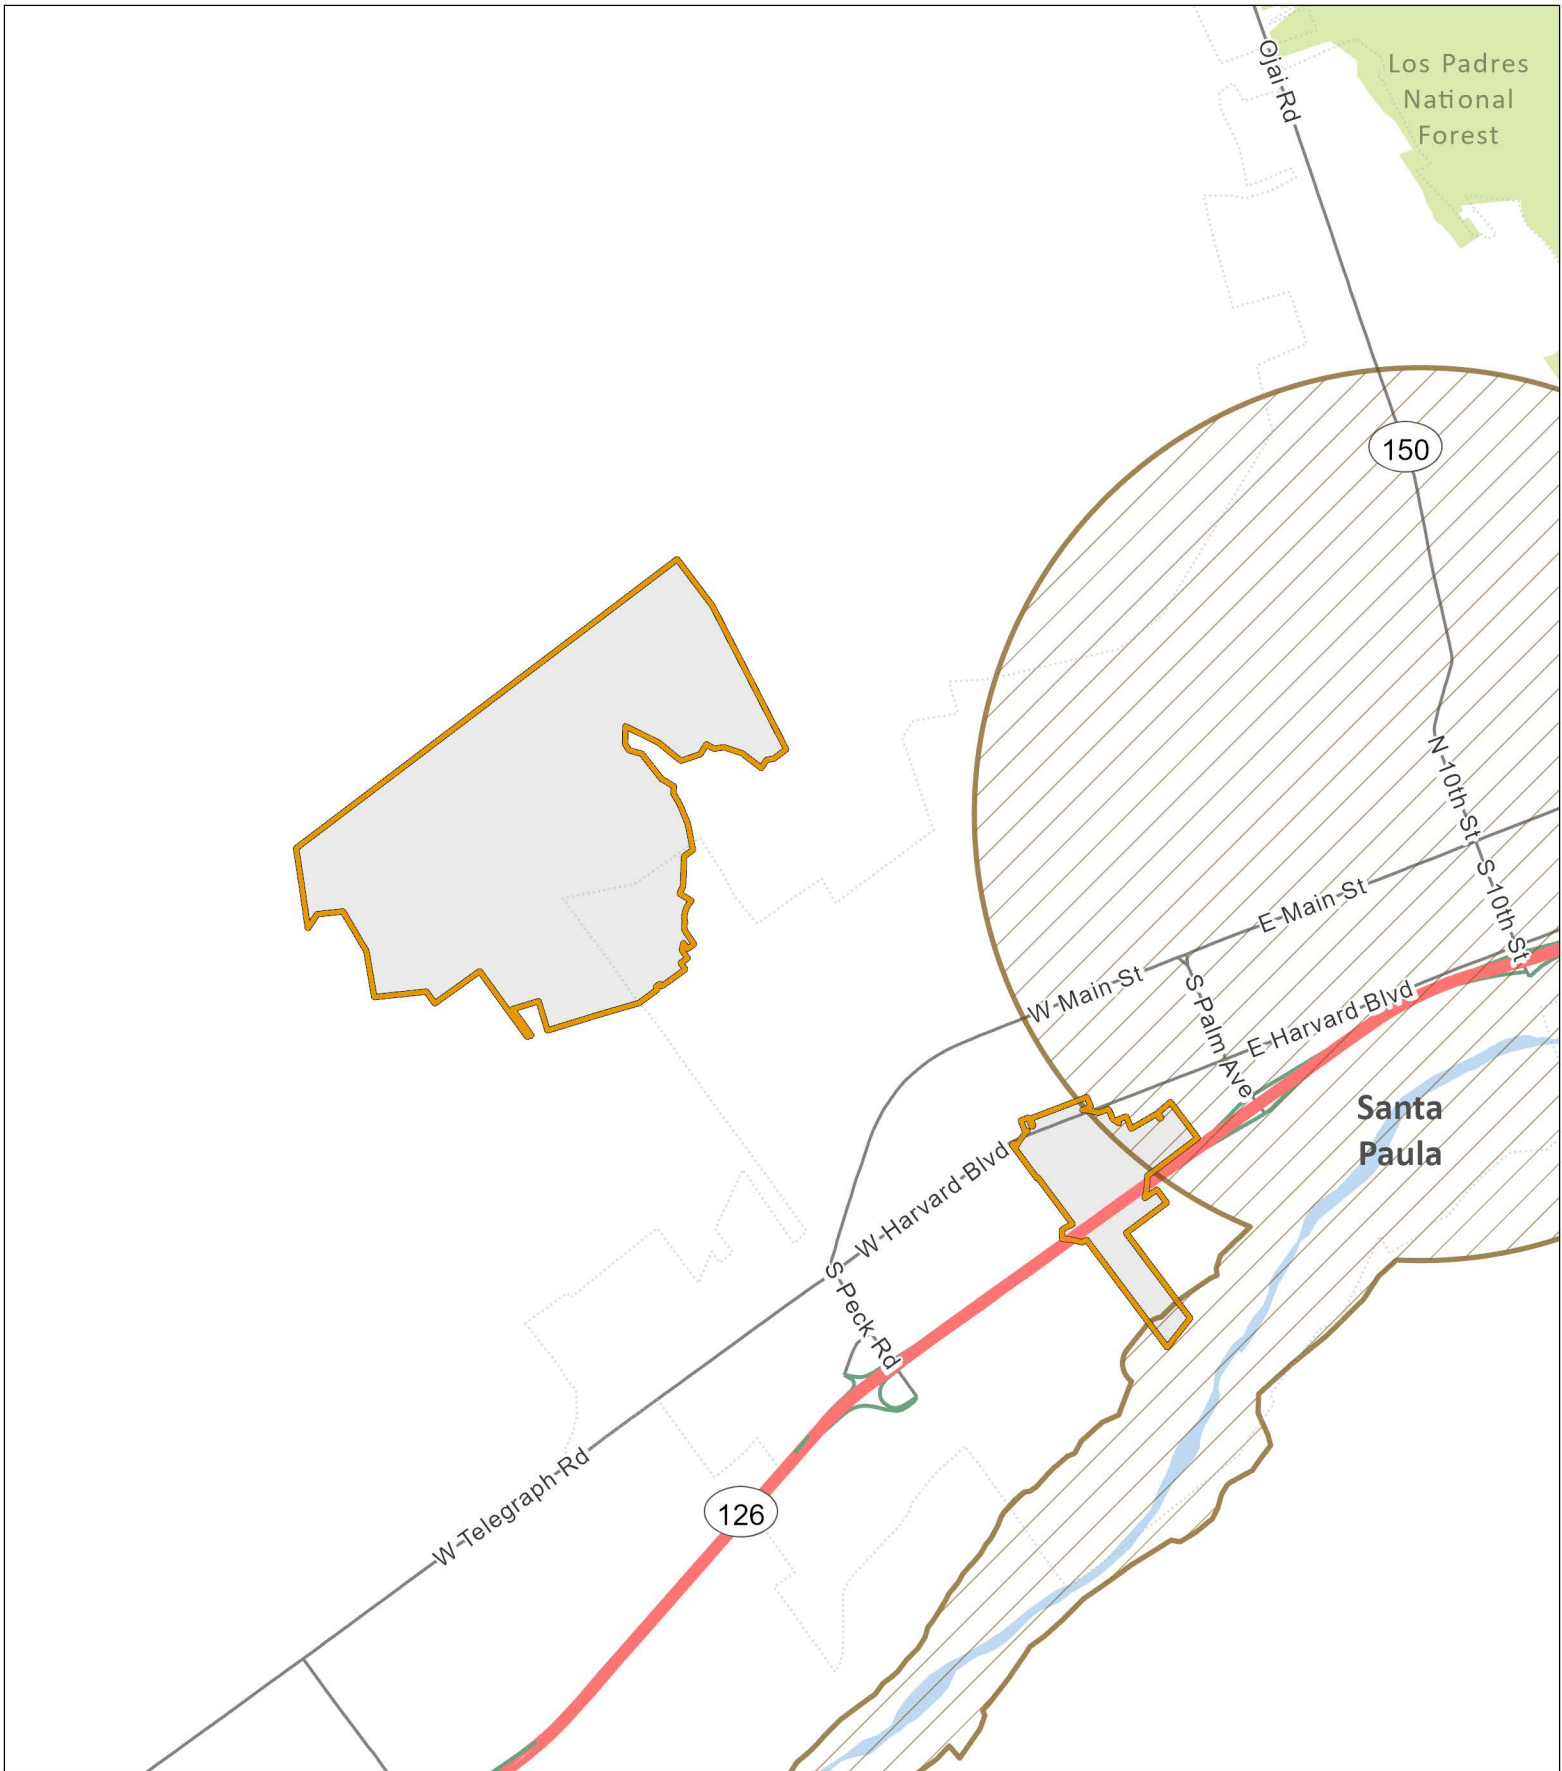 Los Padres
National
Forest
Ojai Rd
150
N 10th St
S 10th St
E Main St
W Main St
S Palm Ave
E Harvard Blvd
Santa
Paula
W Harvard Blvd
S Peck Rd
W Telegraph Rd
126